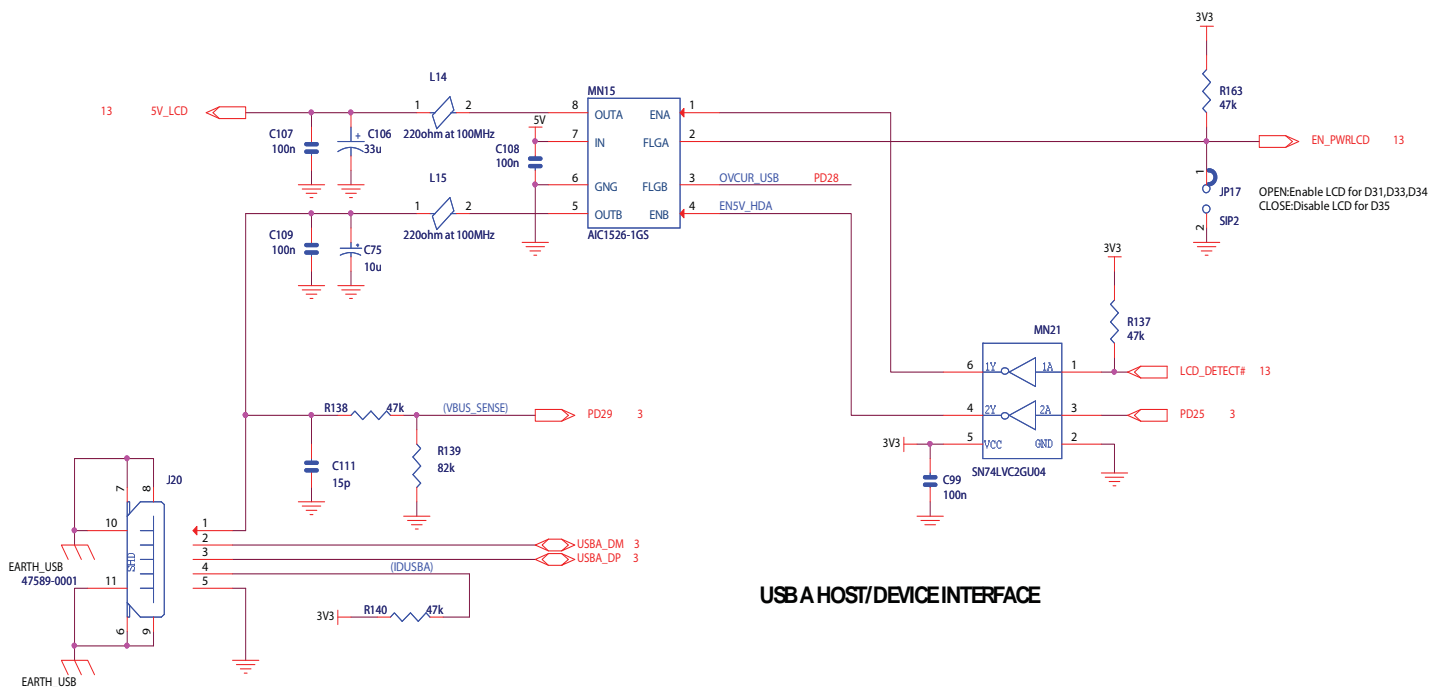 3V3
R163
47k
EN_PWRLCD 13
1
JP17
SIP2
2
OPEN:Enable LCD for D31,D33,D34
CLOSE:Disable LCD for D35
13 5V_LCD
L14
1 2
220ohm at 100MHz
C107
100n
+
C106
33u
5V
C108
100n
MN15
8 OUTA ENA 1
7 IN FLGA 2
6 GNG FLGB 3
5 OUTB ENB 4
AIC1526-1GS
OVCUR_USB PD28
EN5V_HDA
L15
1 2
220ohm at 100MHz
C109
100n
+
C75
10u
3V3
R137
47k
MN21
6 1Y 1A 1
4 2Y 2A 3
5 VCC GND 2
SN74LVC2GU04
LCD_DETECT# 13
PD25 3
3V3
C99
100n
R138 47k
(VBUS_SENSE)
PD29 3
C111
15p
R139
82k
J20
7 8
10
11
6 9
SHD
1
2
3
4
5
EARTH_USB
47589-0001
EARTH_USB
USBA_DM 3
USBA_DP 3
(IDUSBA)
3V3
R140 47k
USB A HOST/DEVICE INTERFACE